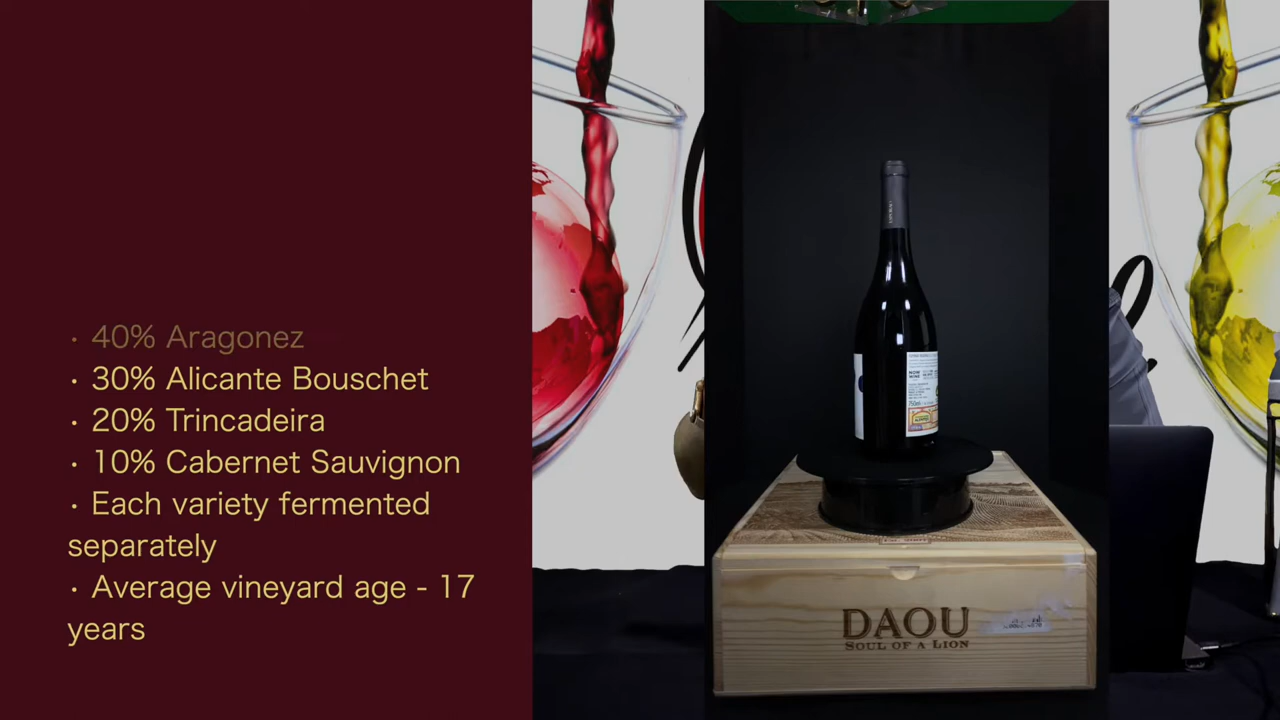 · 40% Aragonez
· 30% Alicante Bouschet
· 20% Trincadeira
· 10% Cabernet Sauvignon
· Each variety fermented
separately
· Average vineyard age - 17
years
750ml
DAOU
SOUL OF A LION